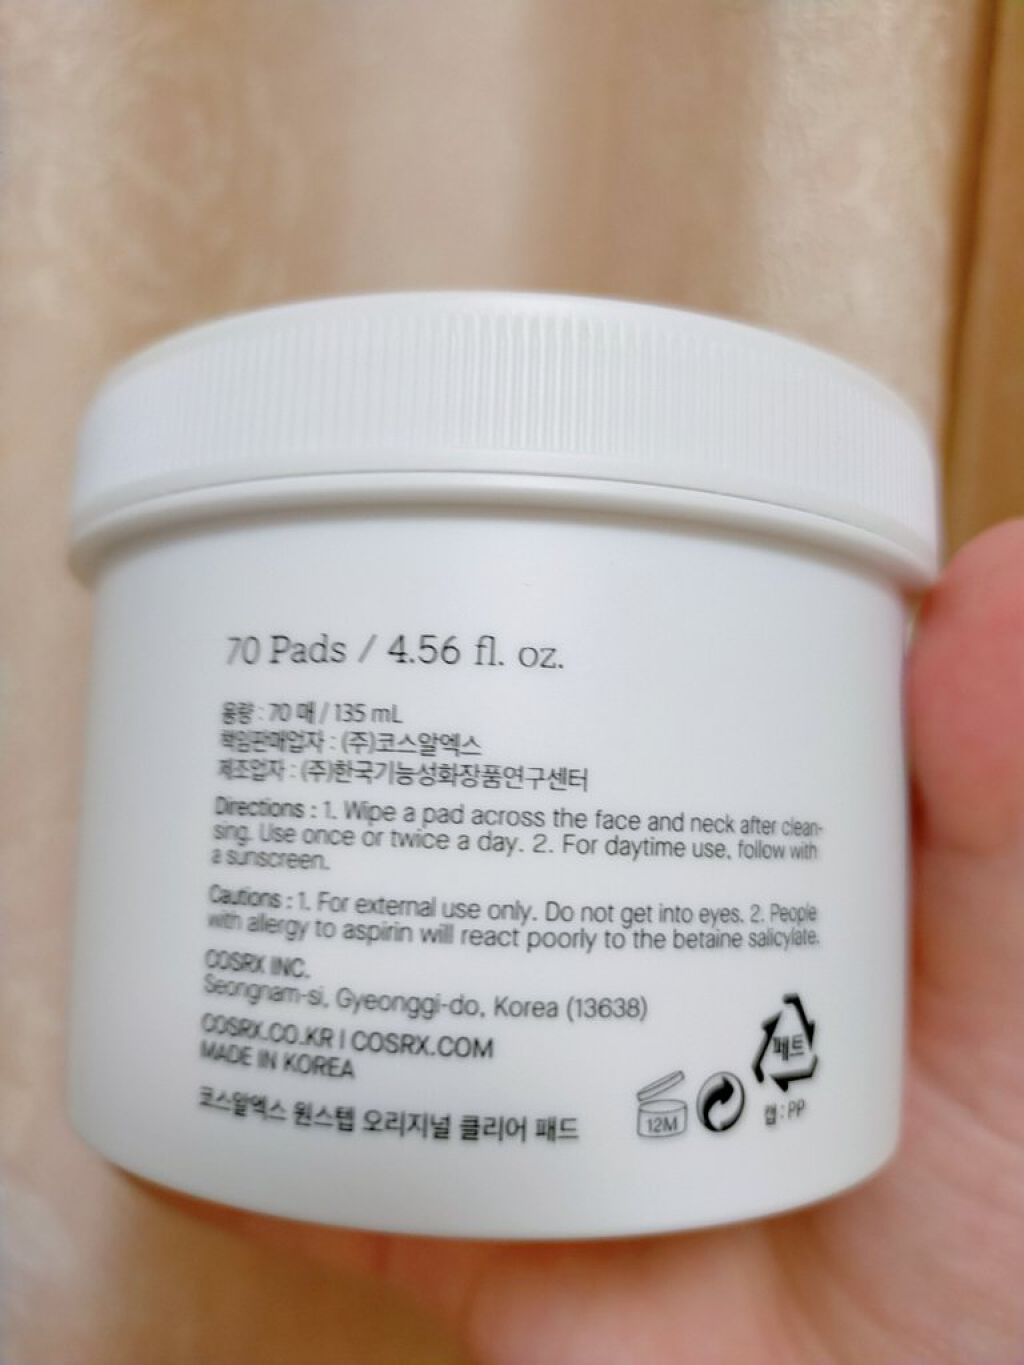 70 Pads / 4.56 fl. oz.
용량 : 70 매 / 135 mL
책임판매업자 : (주)코스알엑스
제조업자 : (주)한국기능성화장품연구센터
Directions : 1. Wipe a pad across the face and neck after clean-
sing. Use once or twice a day. 2. For daytime use, follow with
a sunscreen.
Cautions : 1. For external use only. Do not get into eyes. 2. People
with allergy to aspirin will react poorly to the betaine salicylate.
COSRX INC.
Seongnam-si, Gyeonggi-do, Korea (13638)
COSRX.CO.KR I COSRX.COM
MADE IN KOREA
코스알엑스 원스텝 오리지널 클리어 패드
12M
페트
캡 : PP